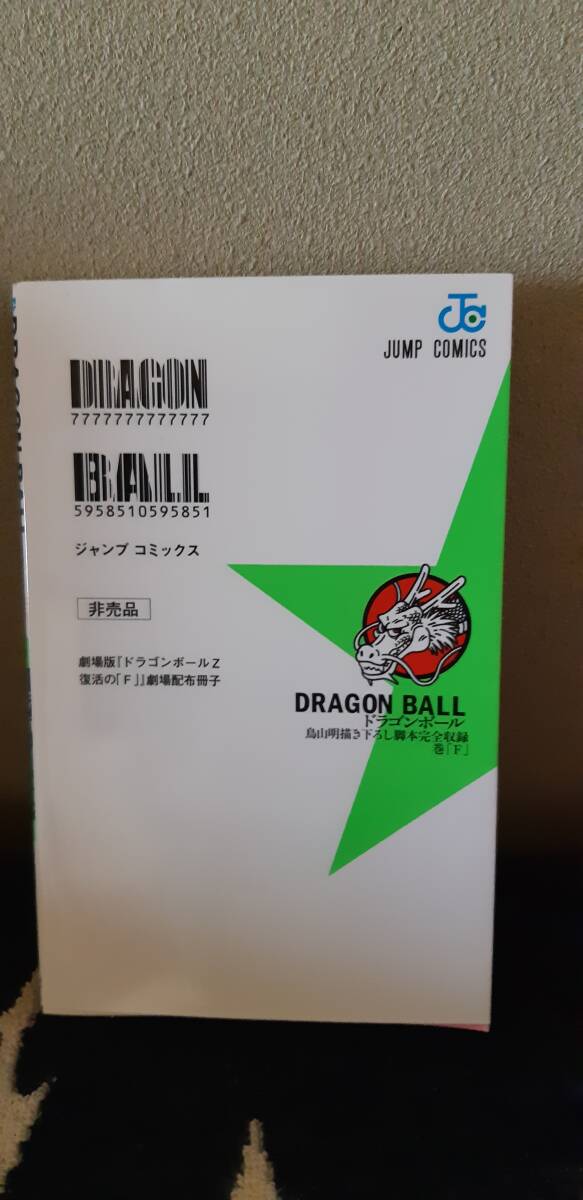 JC
JUMP COMICS
DRAGON
7777777777777
BALL
5958510595851
ジャンプ コミックス
非売品
劇場版『ドラゴンボールZ
復活の「F」』劇場配布冊子
DRAGON BALL
ドラゴンボール
鳥山明描き下ろし脚本完全収録
巻「F」